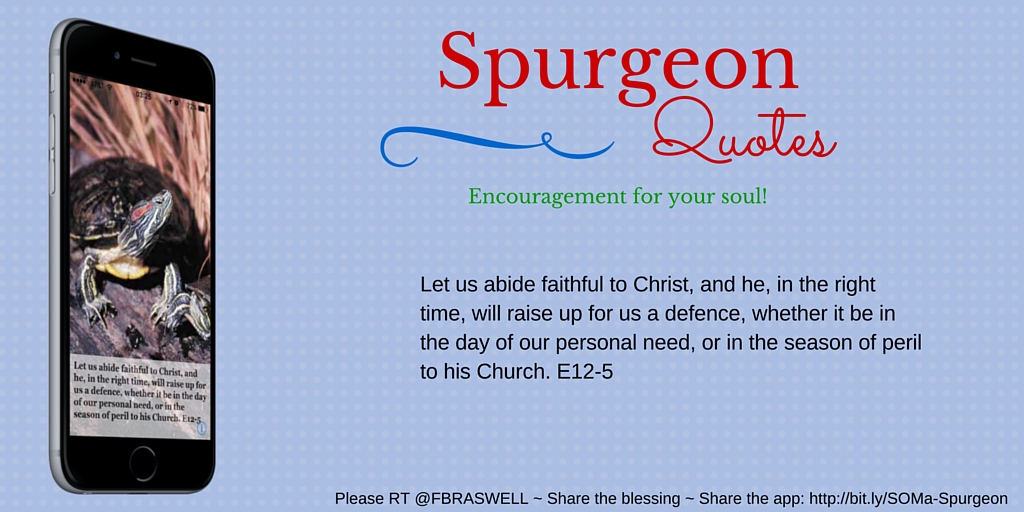 Spurgeon
Quotes
Encouragement for your soul!
Let us abide faithful to Christ, and he, in the right
time, will raise up for us a defence, whether it be in
the day of our personal need, or in the season of peril
to his Church. E12-5
03:25
Let us abide faithful to Christ, and
he, in the right time, will raise up for
us a defence, whether it be in the day
of our personal need, or in the
season of peril to his Church. E12-5
Please RT @FBRASWELL ~ Share the blessing ~ Share the app: http://bit.ly/SOMa-Spurgeon